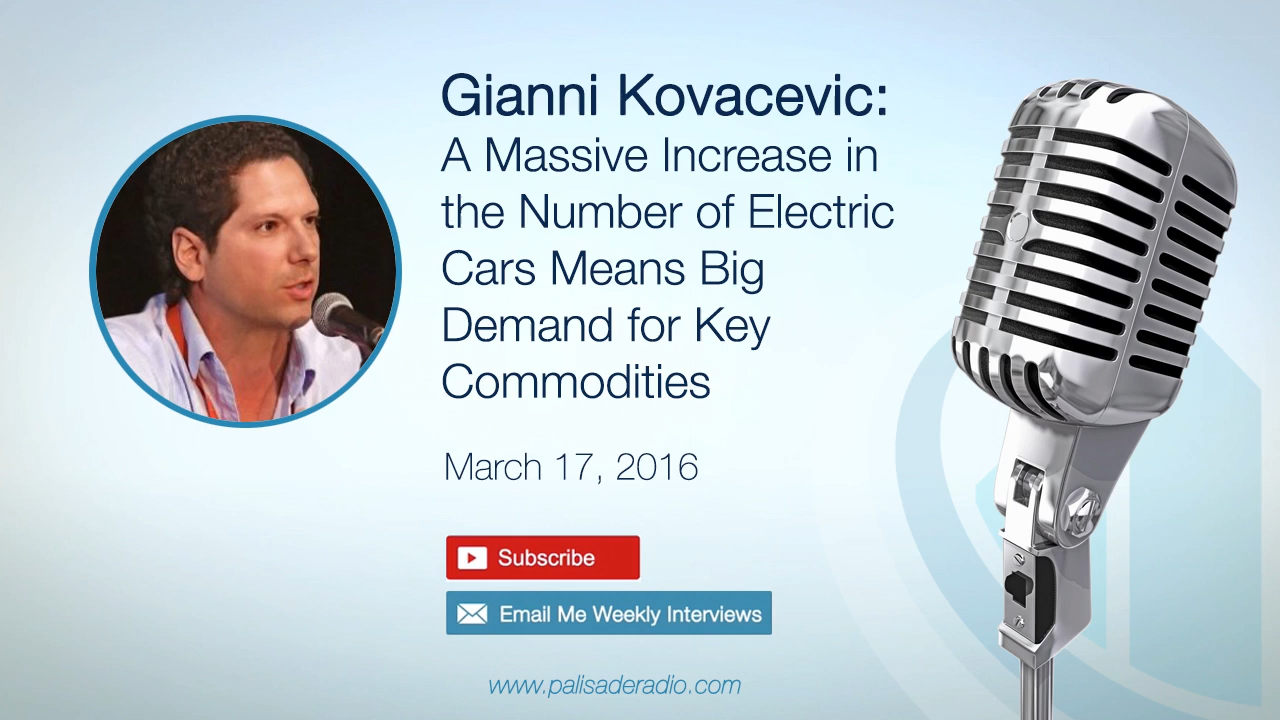 Gianni Kovacevic:
A Massive Increase in
the Number of Electric
Cars Means Big
Demand for Key
Commodities
March 17, 2016
Subscribe
Email Me Weekly Interviews
www.palisaderadio.com